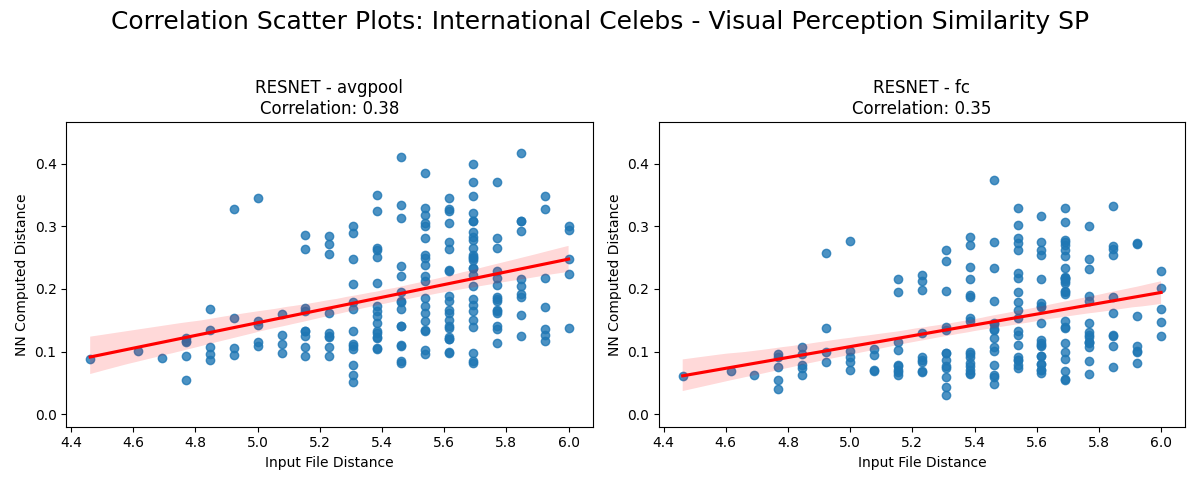 Correlation Scatter Plots: International Celebs - Visual Perception Similarity SP
RESNET - avgpool
Correlation: 0.38
NN Computed Distance
0.4
0.3
0.2
0.1
0.0
4.4 4.6 4.8 5.0 5.2 5.4 5.6 5.8 6.0
Input File Distance
RESNET - fc
Correlation: 0.35
NN Computed Distance
0.4
0.3
0.2
0.1
0.0
4.4 4.6 4.8 5.0 5.2 5.4 5.6 5.8 6.0
Input File Distance